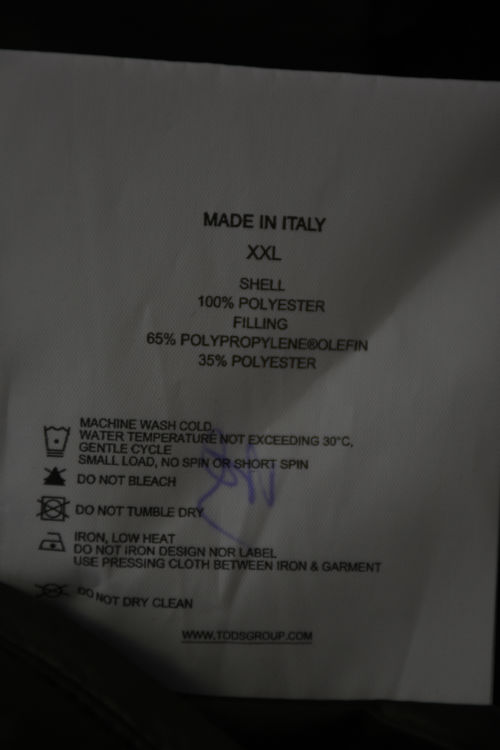 MADE IN ITALY
XXL
SHELL
100% POLYESTER
FILLING
65% POLYPROPYLENE®OLEFIN
35% POLYESTER
MACHINE WASH COLD,
WATER TEMPERATURE NOT EXCEEDING 30°C,
GENTLE CYCLE
SMALL LOAD, NO SPIN OR SHORT SPIN
DO NOT BLEACH
DO NOT TUMBLE DRY
IRON, LOW HEAT
DO NOT IRON DESIGN NOR LABEL
USE PRESSING CLOTH BETWEEN IRON & GARMENT
DO NOT DRY CLEAN
WWW.TDDSGROUP.COM